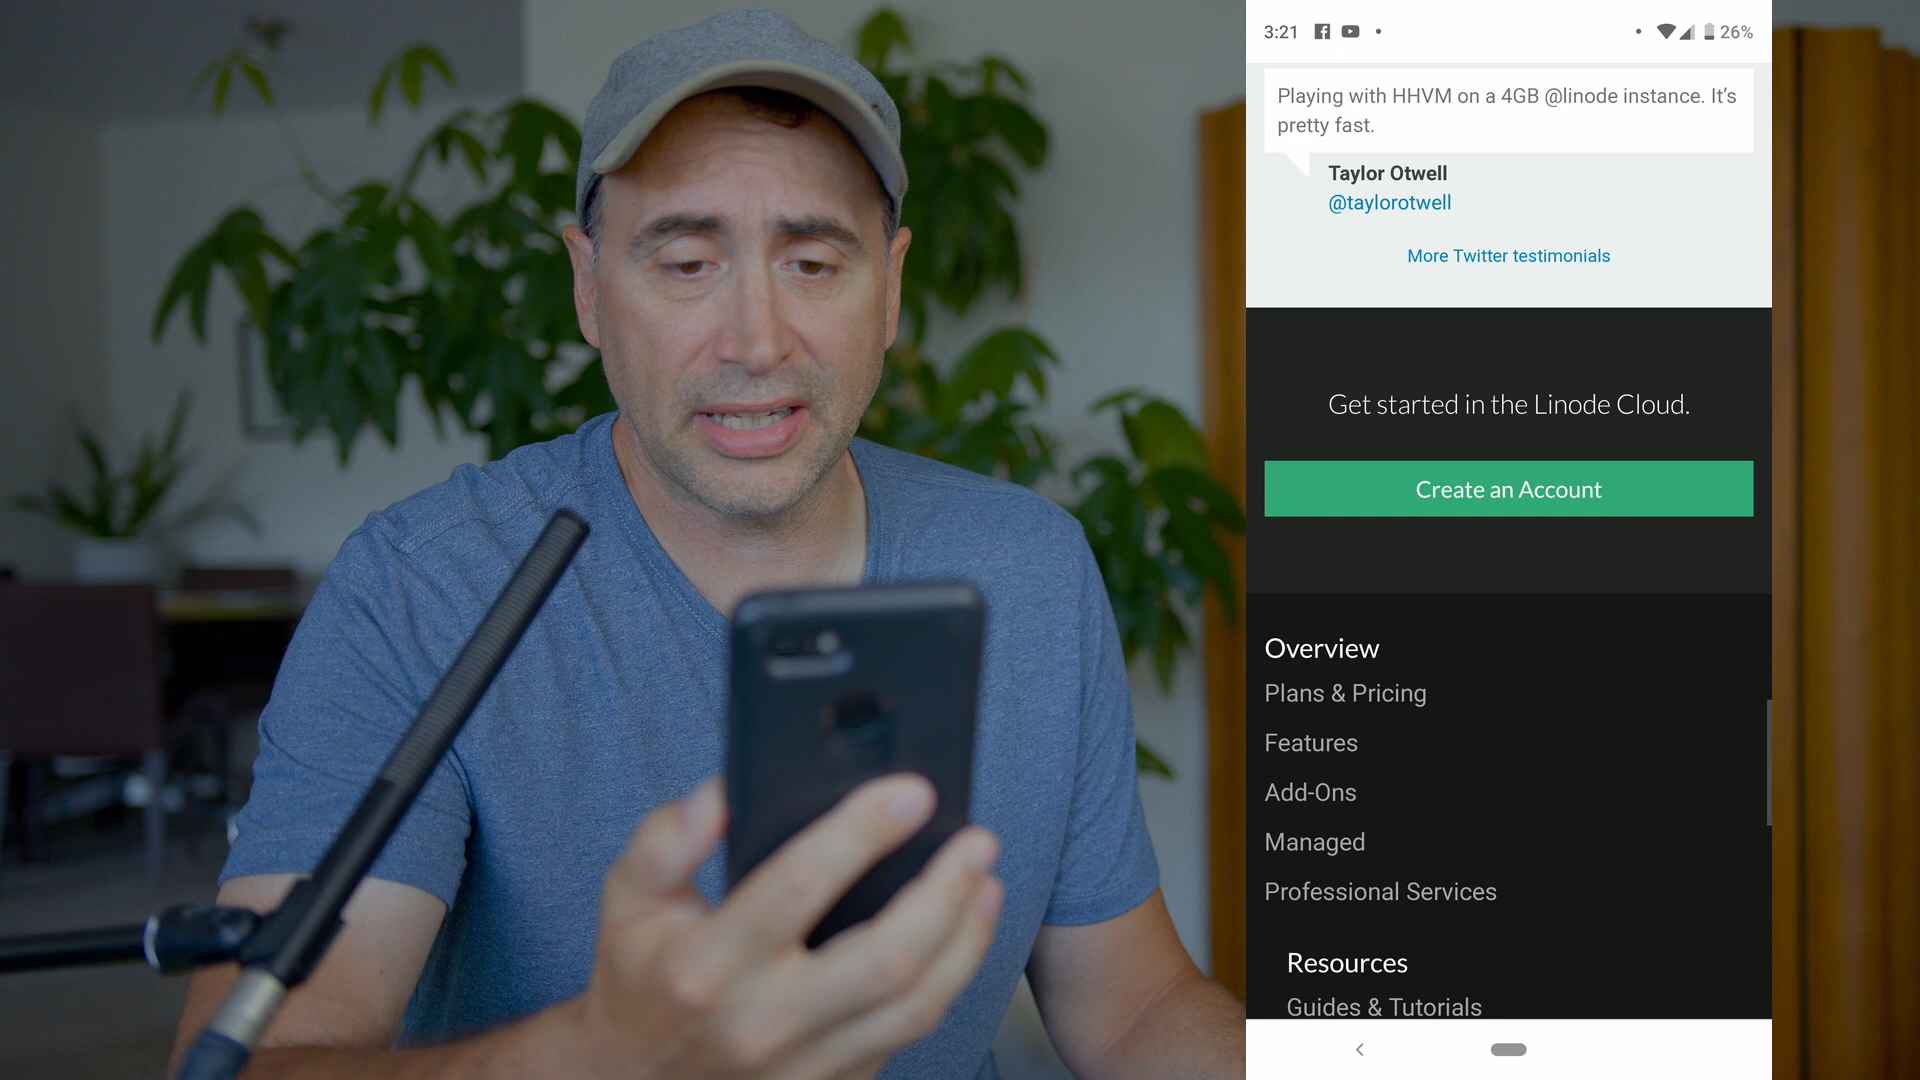 3:21
26%
Playing with HHVM on a 4GB @linode instance. It's
pretty fast.
Taylor Otwell
@taylorotwell
More Twitter testimonials
Get started in the Linode Cloud.
Create an Account
Overview
Plans & Pricing
Features
Add-Ons
Managed
Professional Services
Resources
Guides & Tutorials